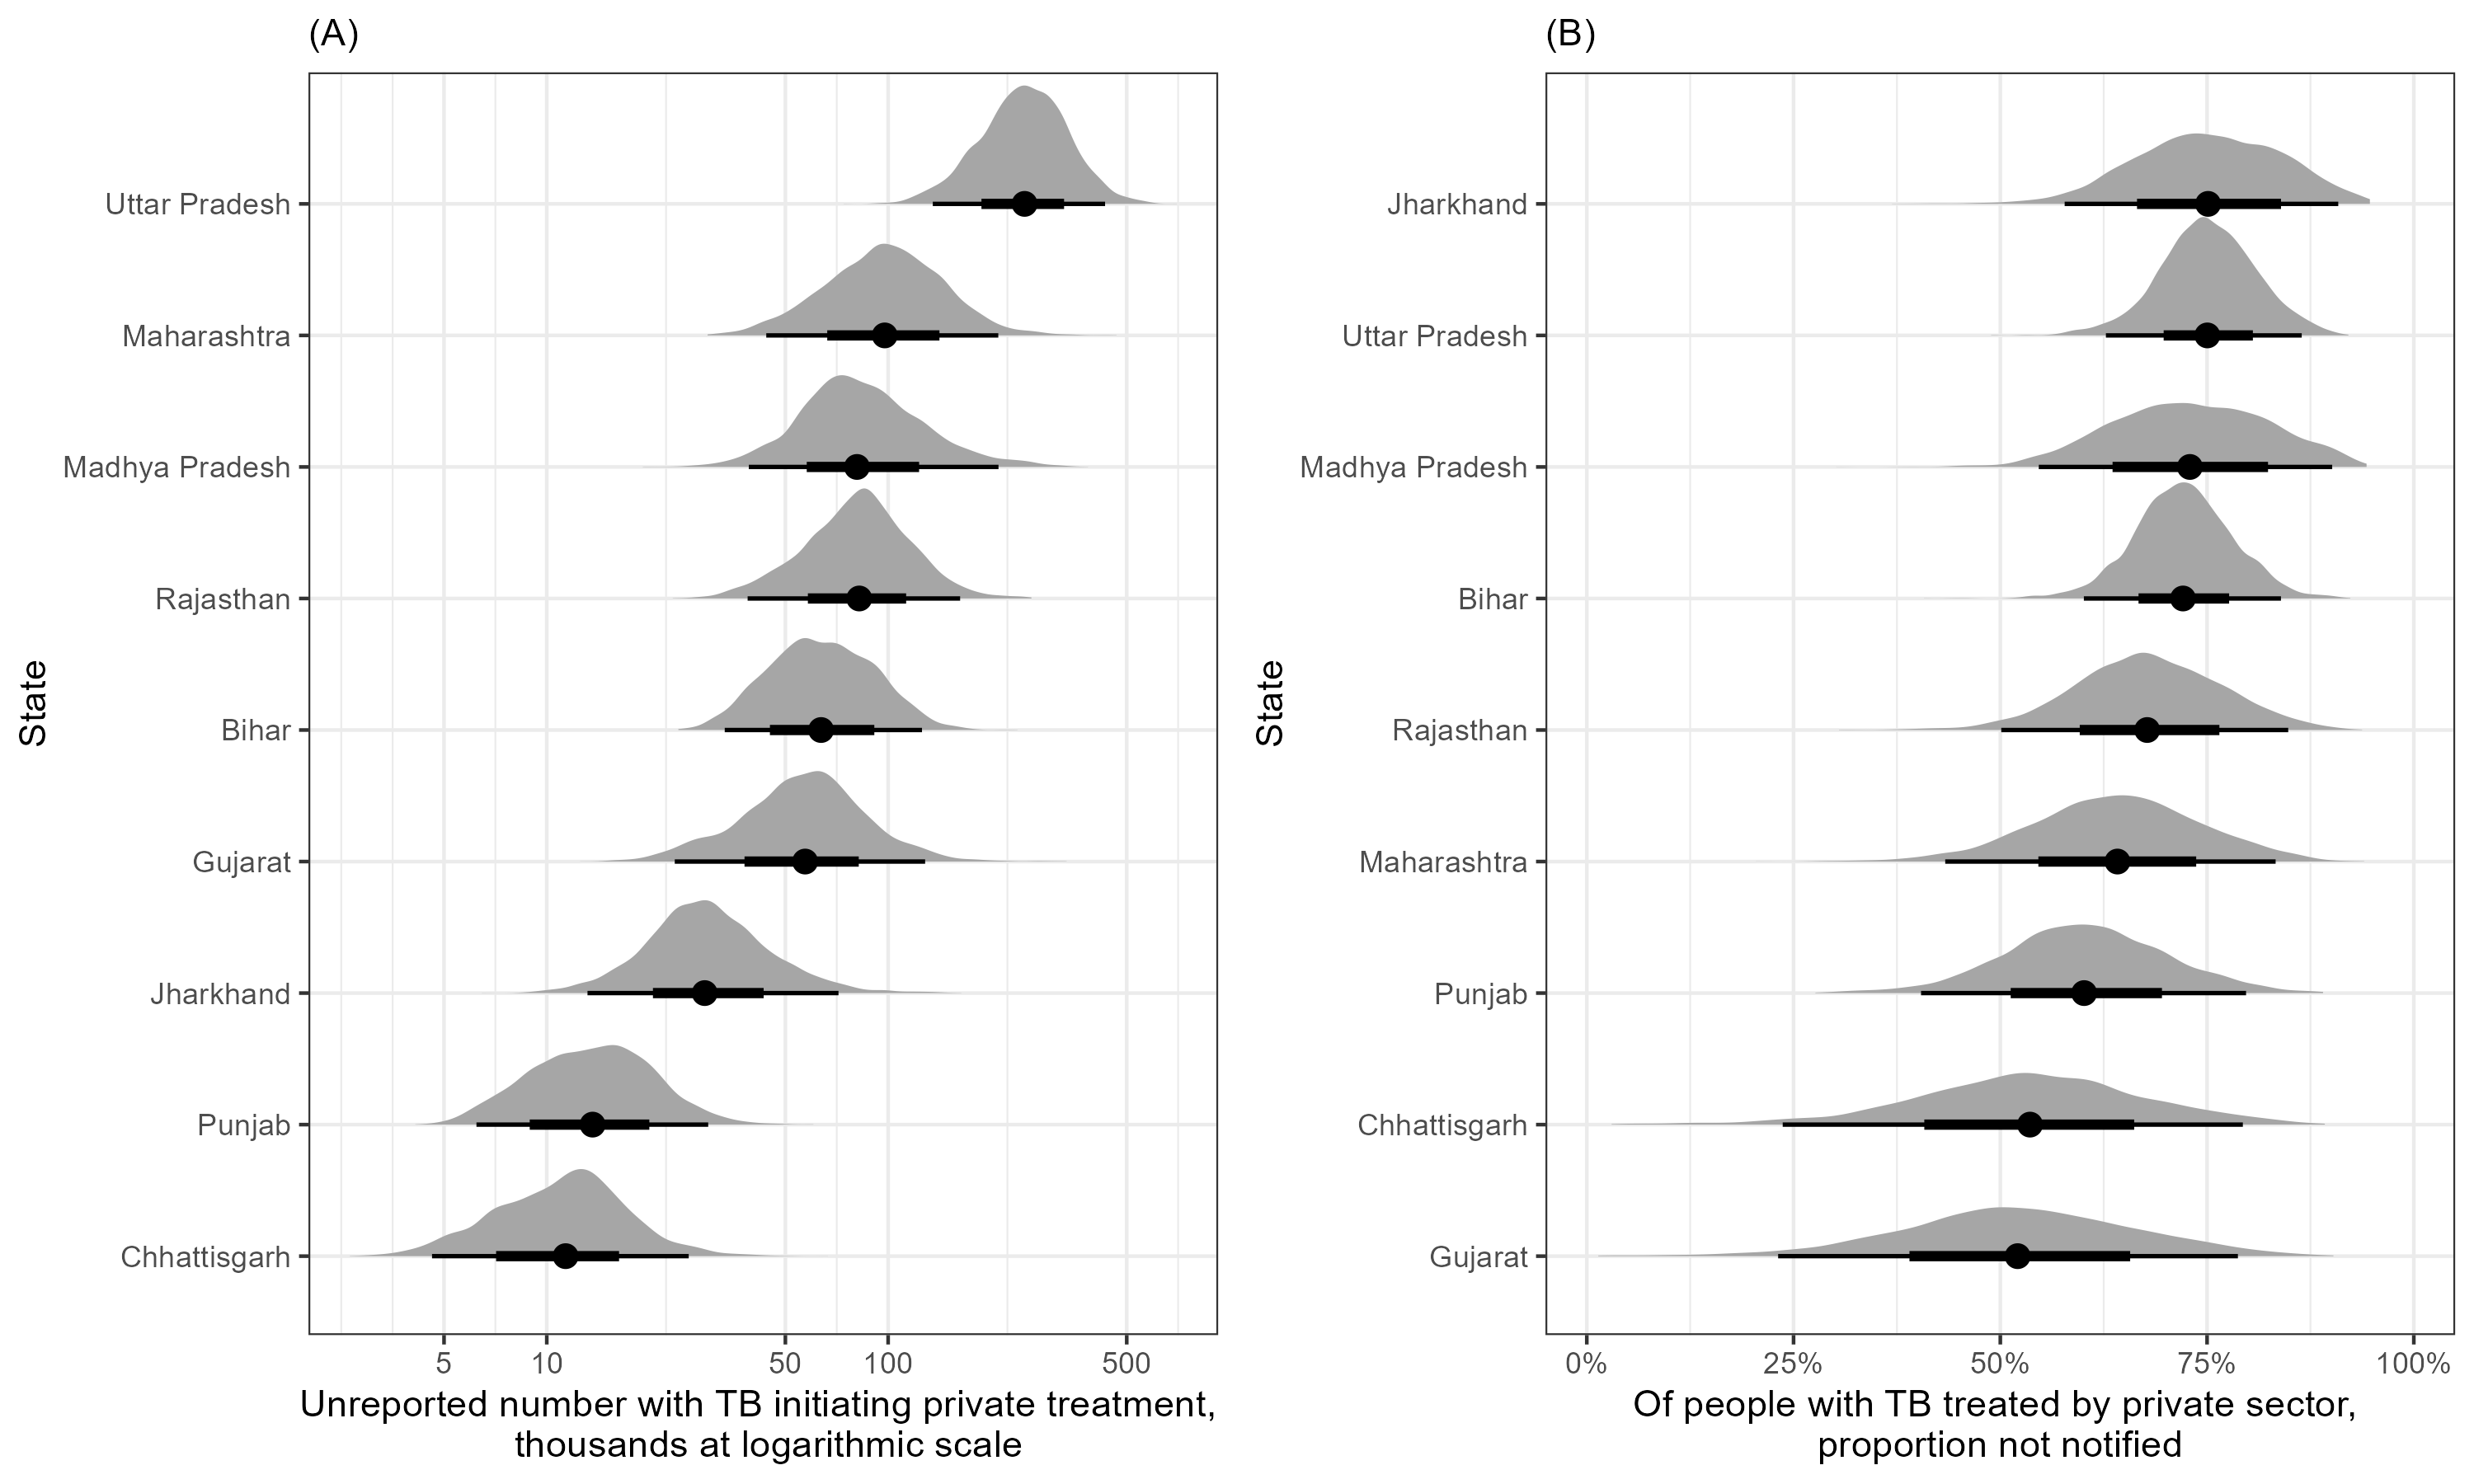 (A)
State
Uttar Pradesh
Maharashtra
Madhya Pradesh
Rajasthan
Bihar
Gujarat
Jharkhand
Punjab
Chhattisgarh
5 10 50 100 500
Unreported number with TB initiating private treatment,
thousands at logarithmic scale
(B)
State
Jharkhand
Uttar Pradesh
Madhya Pradesh
Bihar
Rajasthan
Maharashtra
Punjab
Chhattisgarh
Gujarat
0% 25% 50% 75% 100%
Of people with TB treated by private sector,
proportion not notified